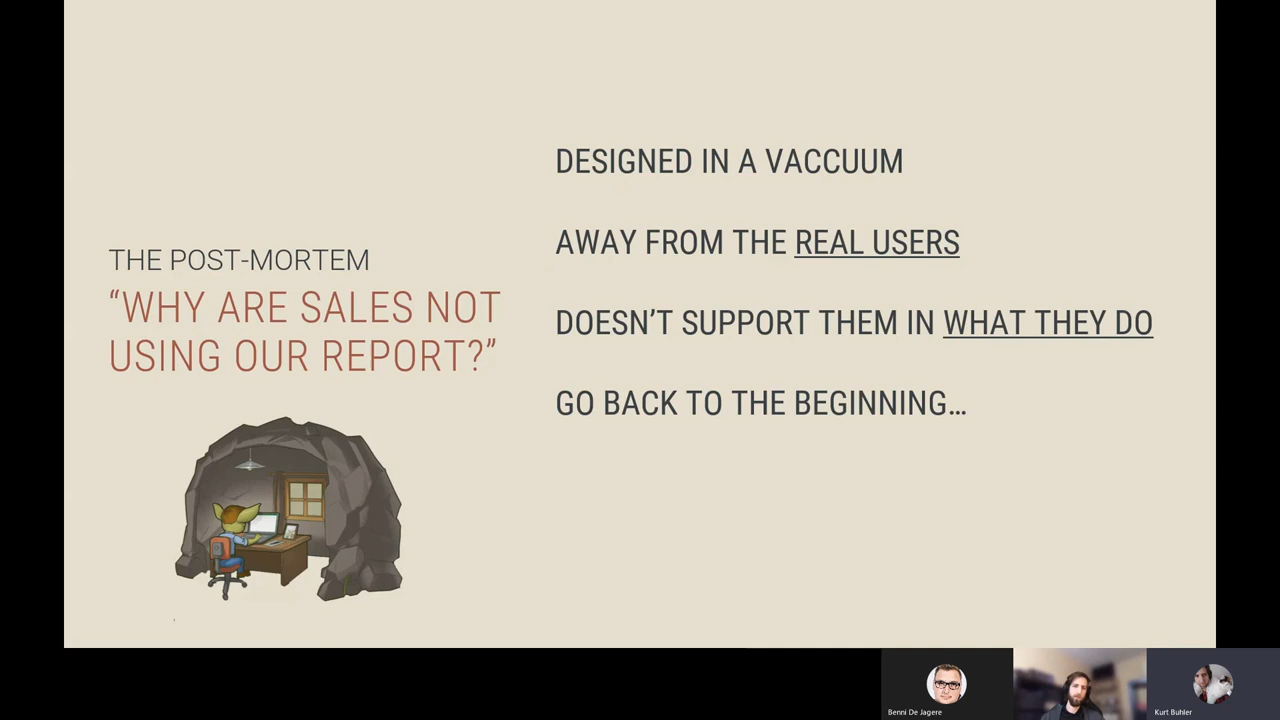 THE POST-MORTEM
“WHY ARE SALES NOT
USING OUR REPORT?”
DESIGNED IN A VACCUUM
AWAY FROM THE REAL USERS
DOESN’T SUPPORT THEM IN WHAT THEY DO
GO BACK TO THE BEGINNING…
Benni De Jagere
Kurt Buhler